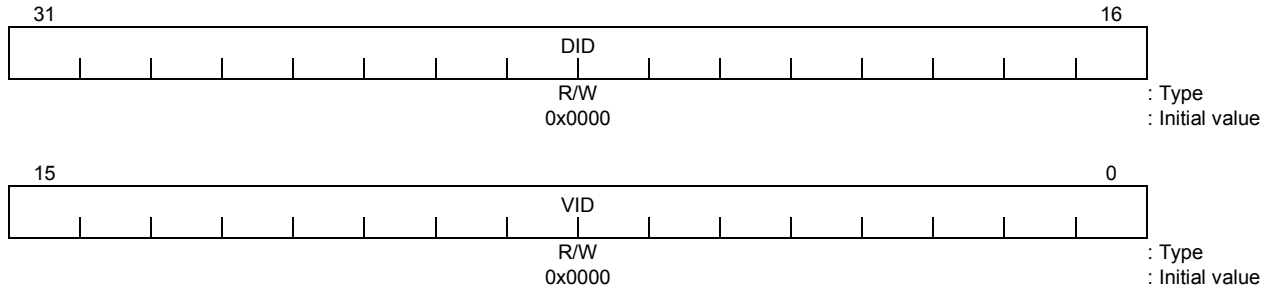 31 16
DID
R/W : Type
0x0000 : Initial value
15 0
VID
R/W : Type
0x0000 : Initial value